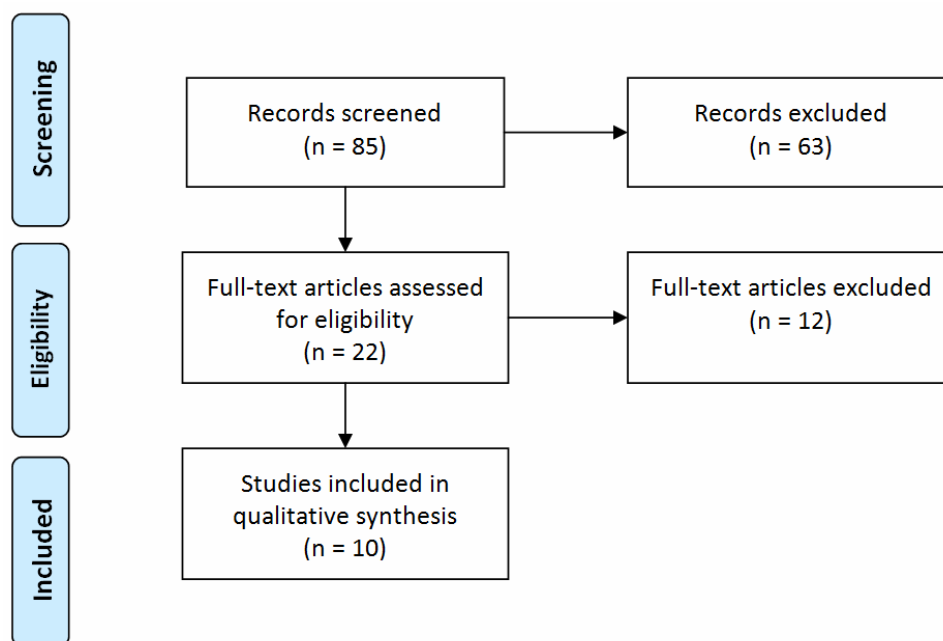 Screening
Records screened
(n = 85)
Records excluded
(n = 63)
Eligibility
Full-text articles assessed
for eligibility
(n = 22)
Full-text articles excluded
(n = 12)
Included
Studies included in
qualitative synthesis
(n = 10)